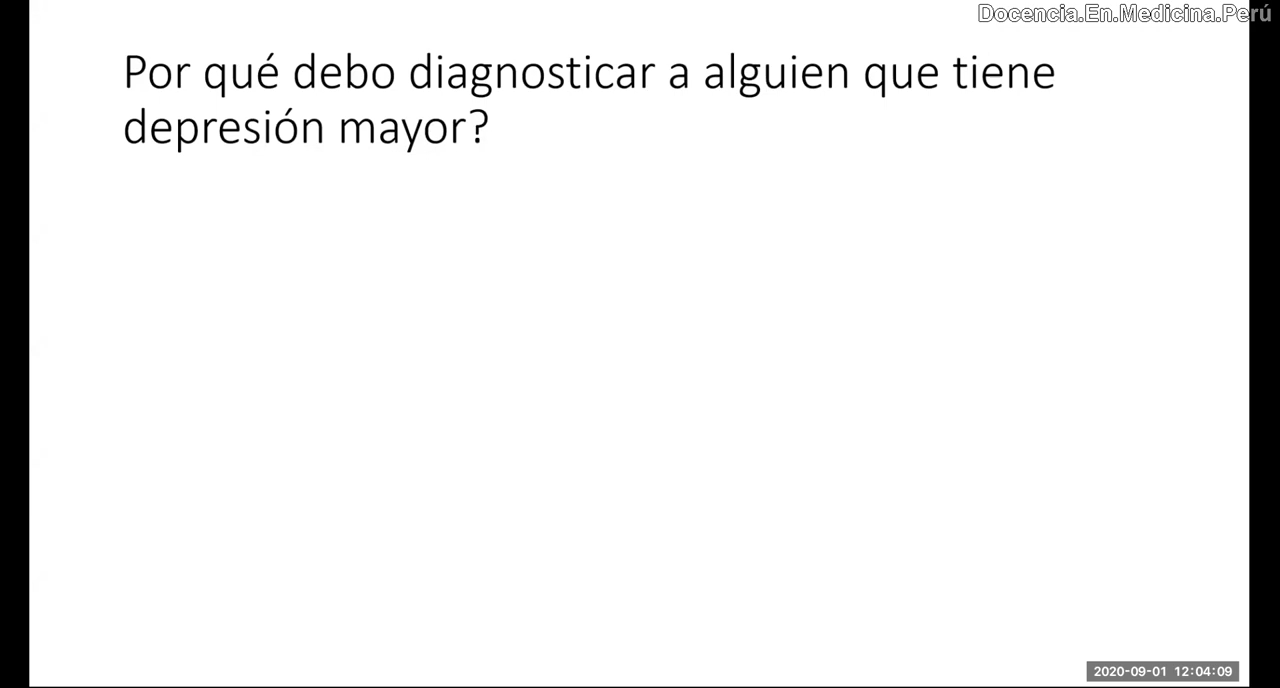 Docencia.En.Medicina.Perú
Por qué debo diagnosticar a alguien que tiene
depresión mayor?
2020-09-01 12:04:09